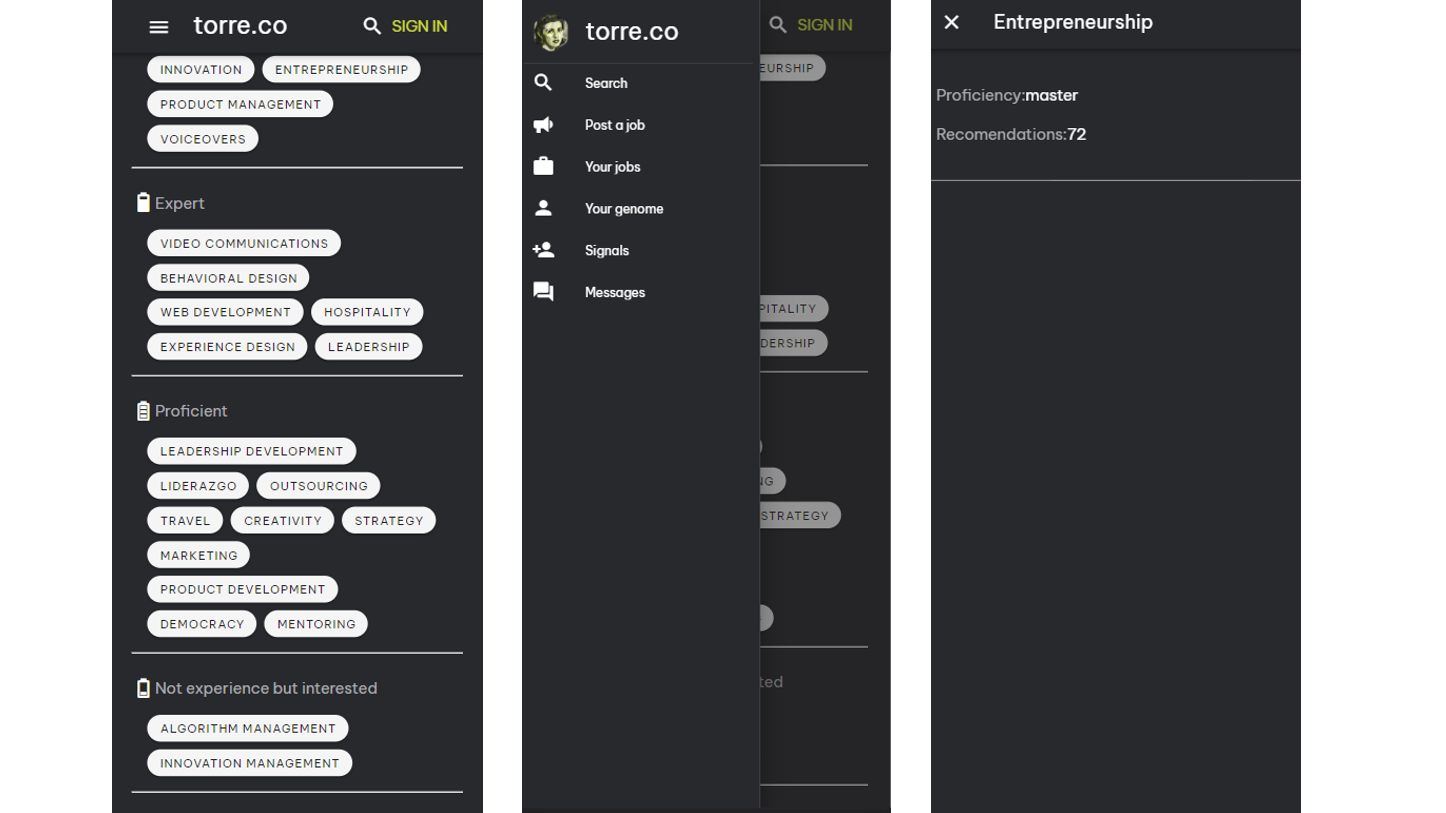 torre.co SIGN IN
INNOVATION ENTREPRENEURSHIP
PRODUCT MANAGEMENT
VOICEOVERS
Expert
VIDEO COMMUNICATIONS
BEHAVIORAL DESIGN
WEB DEVELOPMENT HOSPITALITY
EXPERIENCE DESIGN LEADERSHIP
Proficient
LEADERSHIP DEVELOPMENT
LIDERAZGO OUTSOURCING
TRAVEL CREATIVITY STRATEGY
MARKETING
PRODUCT DEVELOPMENT
DEMOCRACY MENTORING
Not experience but interested
ALGORITHM MANAGEMENT
INNOVATION MANAGEMENT
torre.co SIGN IN
EURSHIP
Search
Post a job
Your jobs
Your genome
Signals
Messages
PITALITY
DERSHIP
NG
STRATEGY
ted
Entrepreneurship
Proficiency:master
Recomendations:72